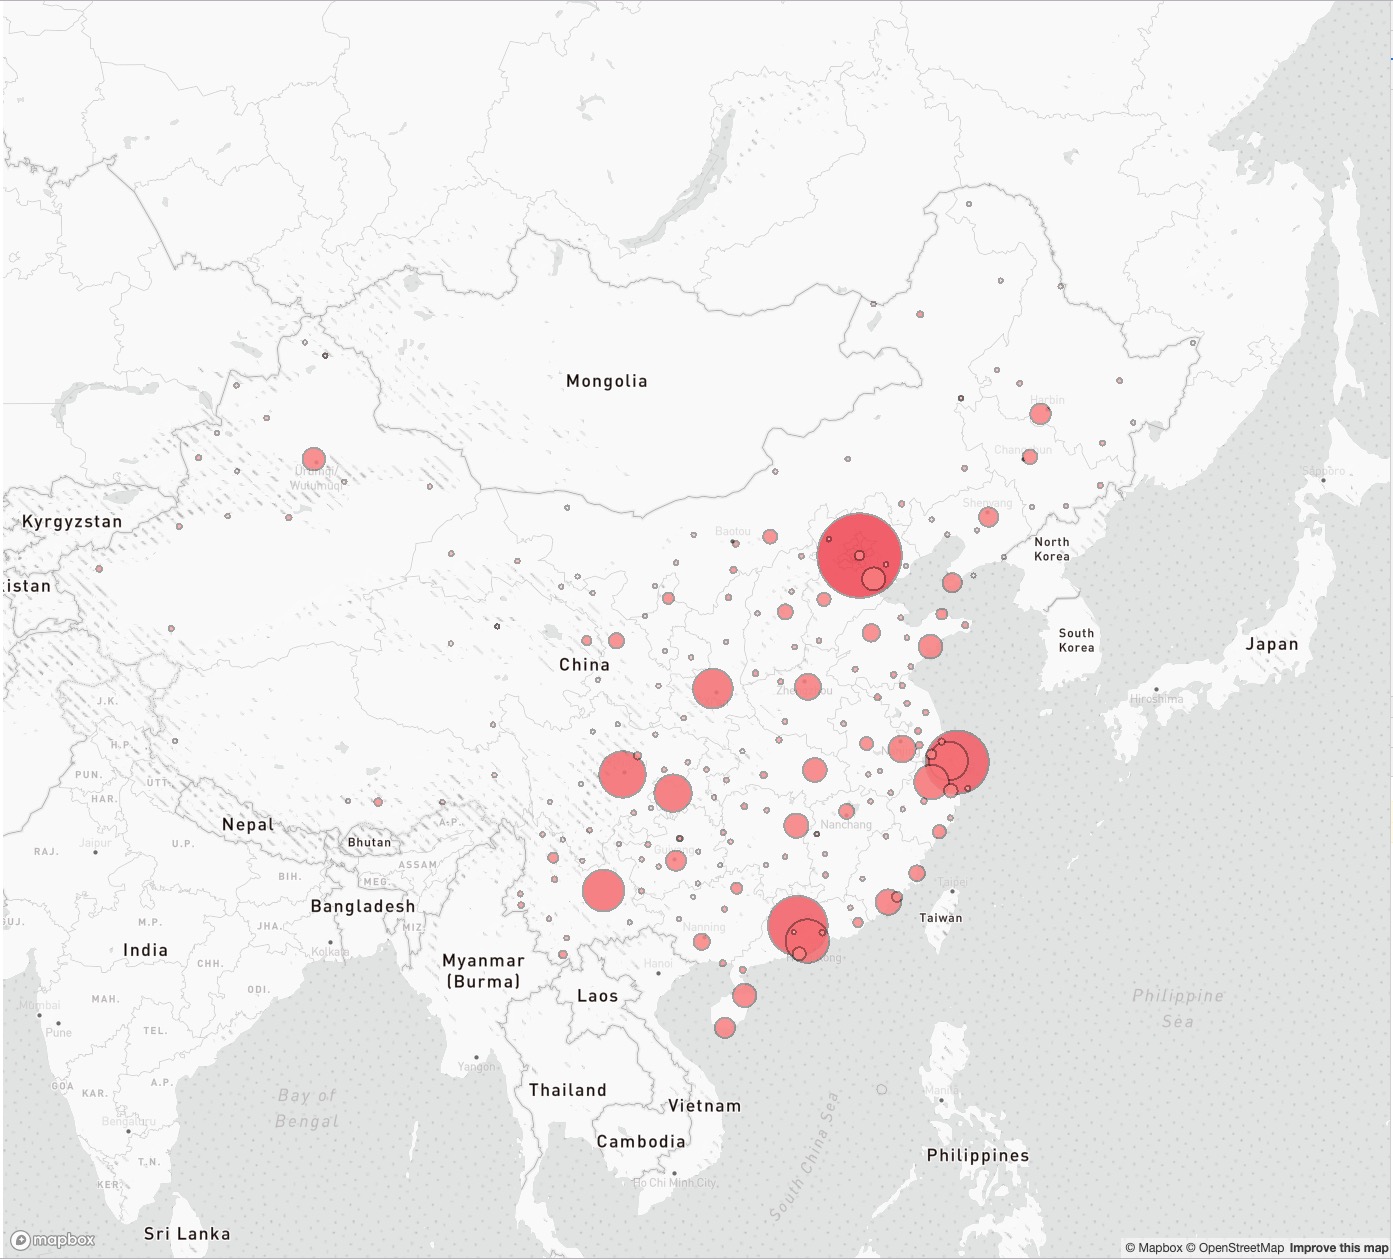 Mongolia
Harbin
Changchun
Sapporo
Ürümqi/
Wulumuqi
Shenyang
Kyrgyzstan
Baotou
North
Korea
kistan
South
Korea
Japan
China
J.K.
Zhengzhou
Hiroshima
H.P.
PUN.
UTT.
HAR.
Nepal
A.P.
Nanchang
RAJ.
Jaipur
U.P.
Bhutan
ASSAM
BIH.
MEG.
Taipei
Bangladesh
Taiwan
GUJ.
M.P.
JHA.
MIZ.
Nanning
India
Kolkata
Myanmar
(Burma)
Hong Kong
CHH.
Hanoi
Laos
ODI.
MAH.
Mumbai
Philippine
Sea
Pune
TEL.
Yangon
GOA
KAR.
A.P.
Bay of
Bengal
Thailand
Vietnam
Manila
Bengaluru
Cambodia
South China Sea
T.N.
KER.
Ho Chi Minh City
Philippines
Sri Lanka
mapbox
© Mapbox © OpenStreetMap Improve this map